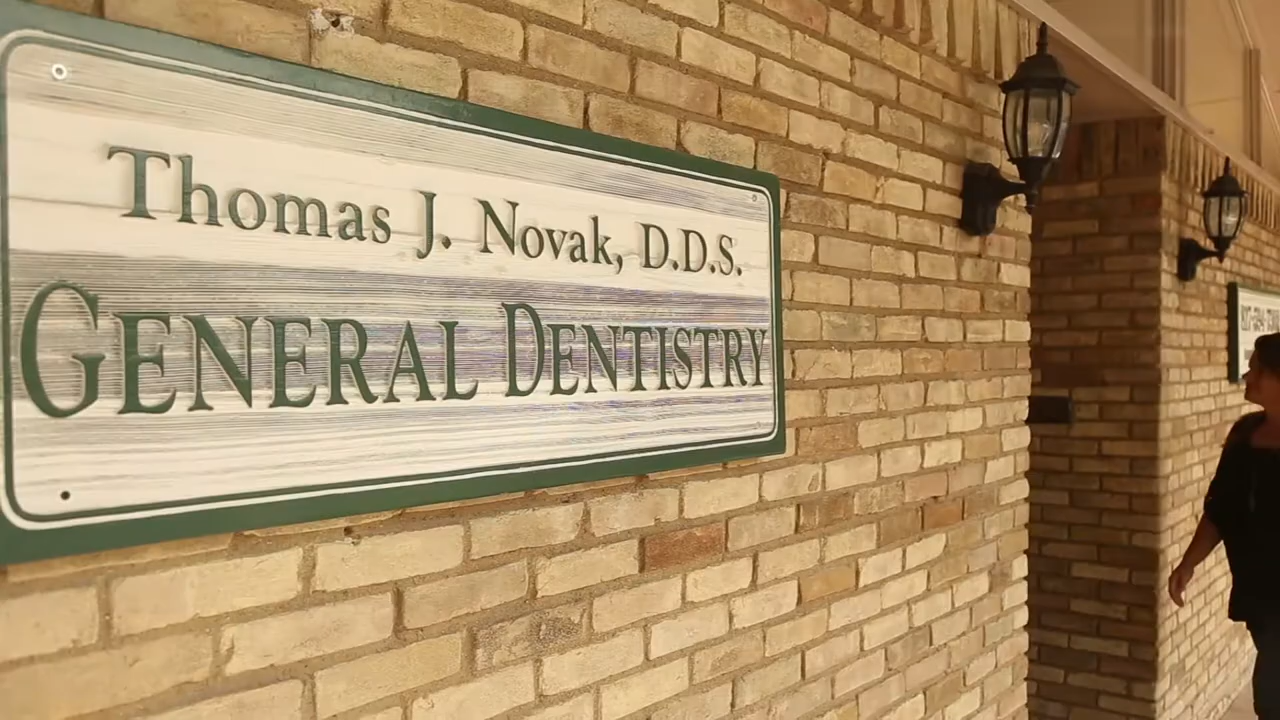 Thomas J. Novak, D.D.S.
GENERAL DENTISTRY